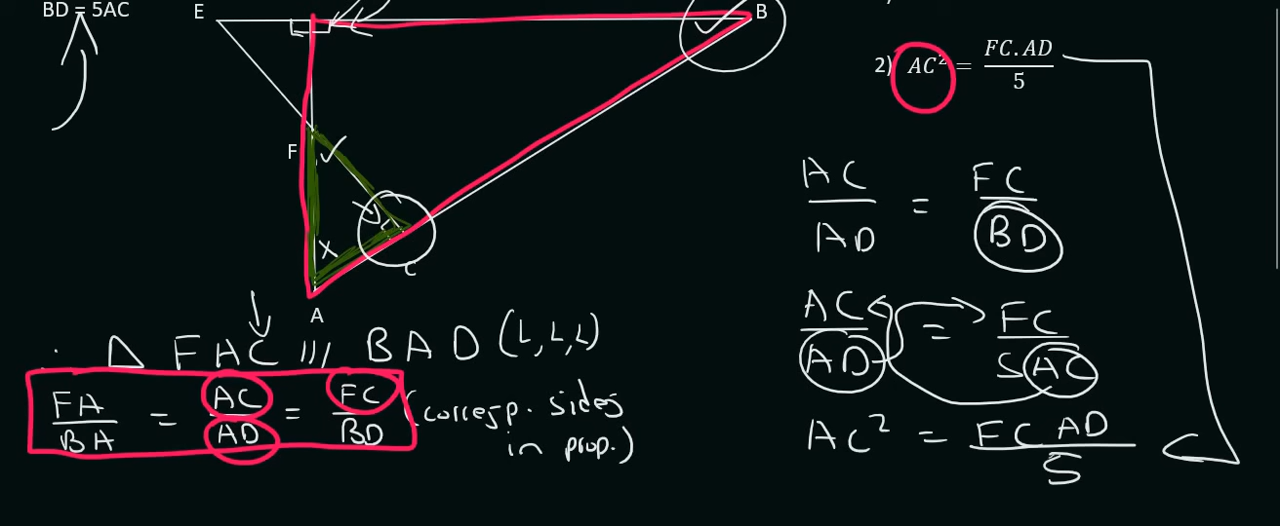 BD = 5AC
E
B
F
X
C
A
2) AC² = FC.AD / 5
AC / AD = FC / BD
AC / AD = FC / 5AC
AC² = FC AD / 5
∴ Δ FAC /// BAD (L,L,L)
FA / BA = AC / AD = FC / BD (corresp. sides
in prop.)